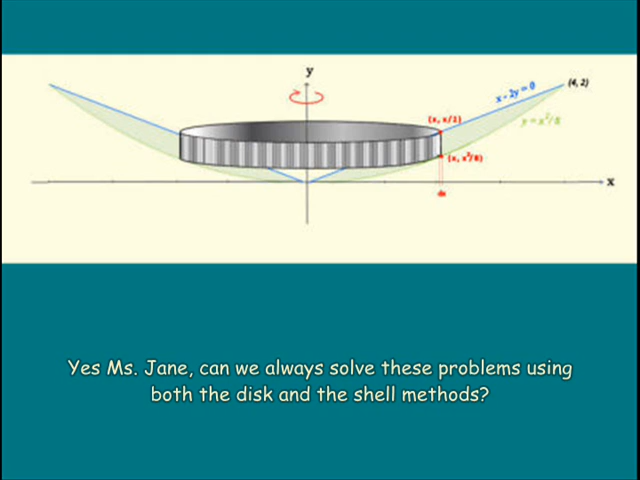 y
(4, 2)
x - 2y = 0
(x, x/2)
y = x²/8
(x, x²/8)
x
dx
Yes Ms. Jane, can we always solve these problems using
both the disk and the shell methods?